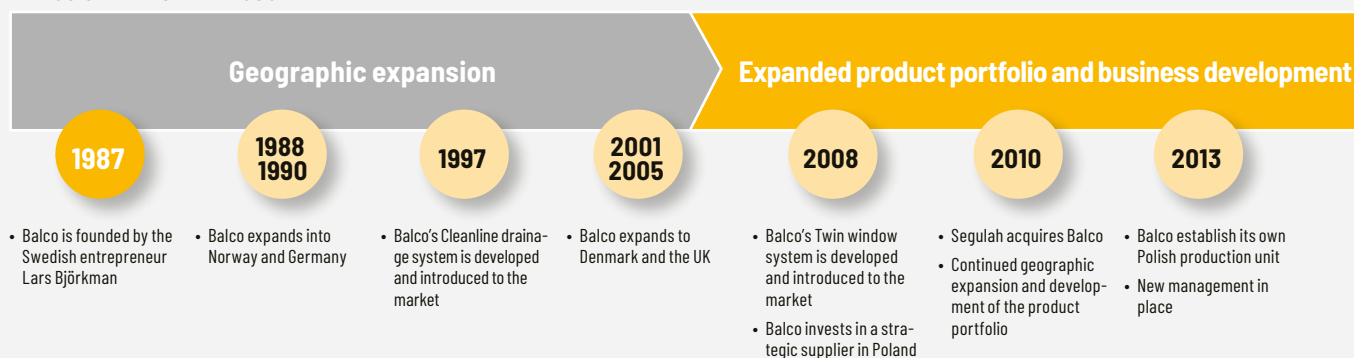 Geographic expansion
Expanded product portfolio and business development
1987
• Balco is founded by the
Swedish entrepreneur
Lars Björkman
1988
1990
• Balco expands into
Norway and Germany
1997
• Balco's Cleanline draina-
ge system is developed
and introduced to the
market
2001
2005
• Balco expands to
Denmark and the UK
2008
• Balco's Twin window
system is developed
and introduced to the
market
• Balco invests in a stra-
tegic supplier in Poland
2010
• Segulah acquires Balco
• Continued geographic
expansion and develop-
ment of the product
portfolio
2013
• Balco establish its own
Polish production unit
• New management in
place